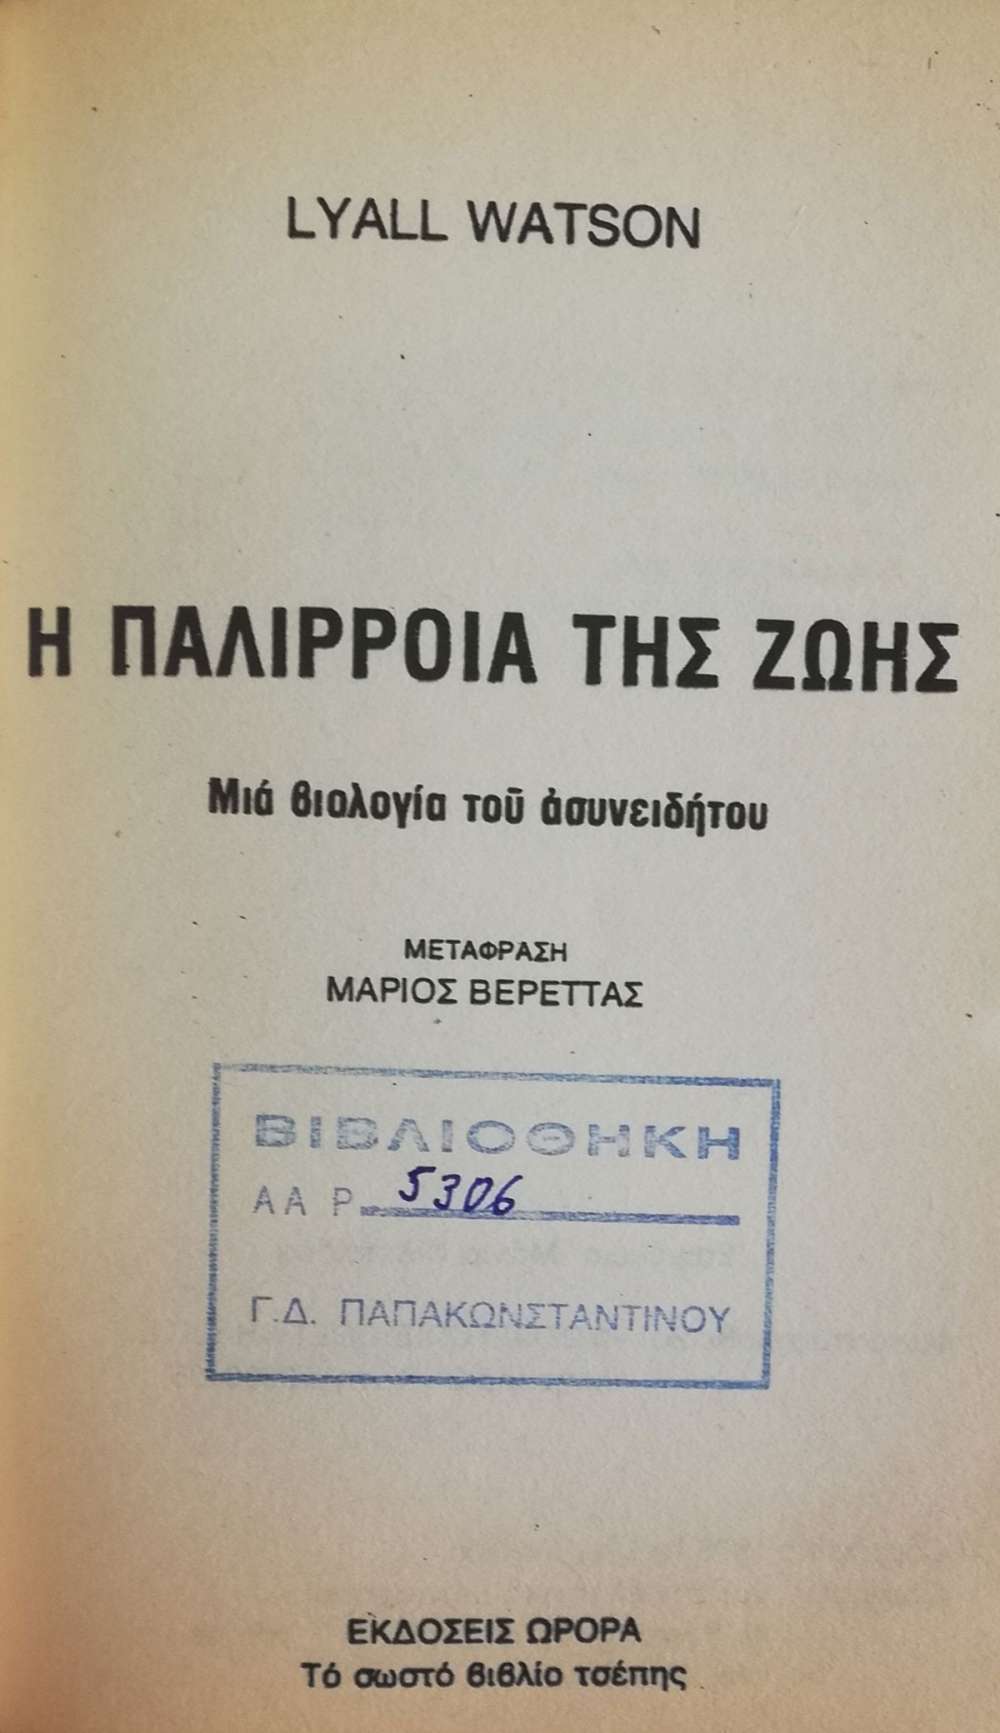 LYALL WATSON
Η ΠΑΛΙΡΡΟΙΑ ΤΗΣ ΖΩΗΣ
Μιά βιολογία τοῦ ἀσυνειδήτου
ΜΕΤΑΦΡΑΣΗ
ΜΑΡΙΟΣ ΒΕΡΕΤΤΑΣ
ΒΙΒΛΙΟΘΗΚΗ
ΑΑ Ρ 5306
Γ.Δ. ΠΑΠΑΚΩΝΣΤΑΝΤΙΝΟΥ
ΕΚΔΟΣΕΙΣ ΩΡΟΡΑ
Τό σωστό βιβλίο τσέπης